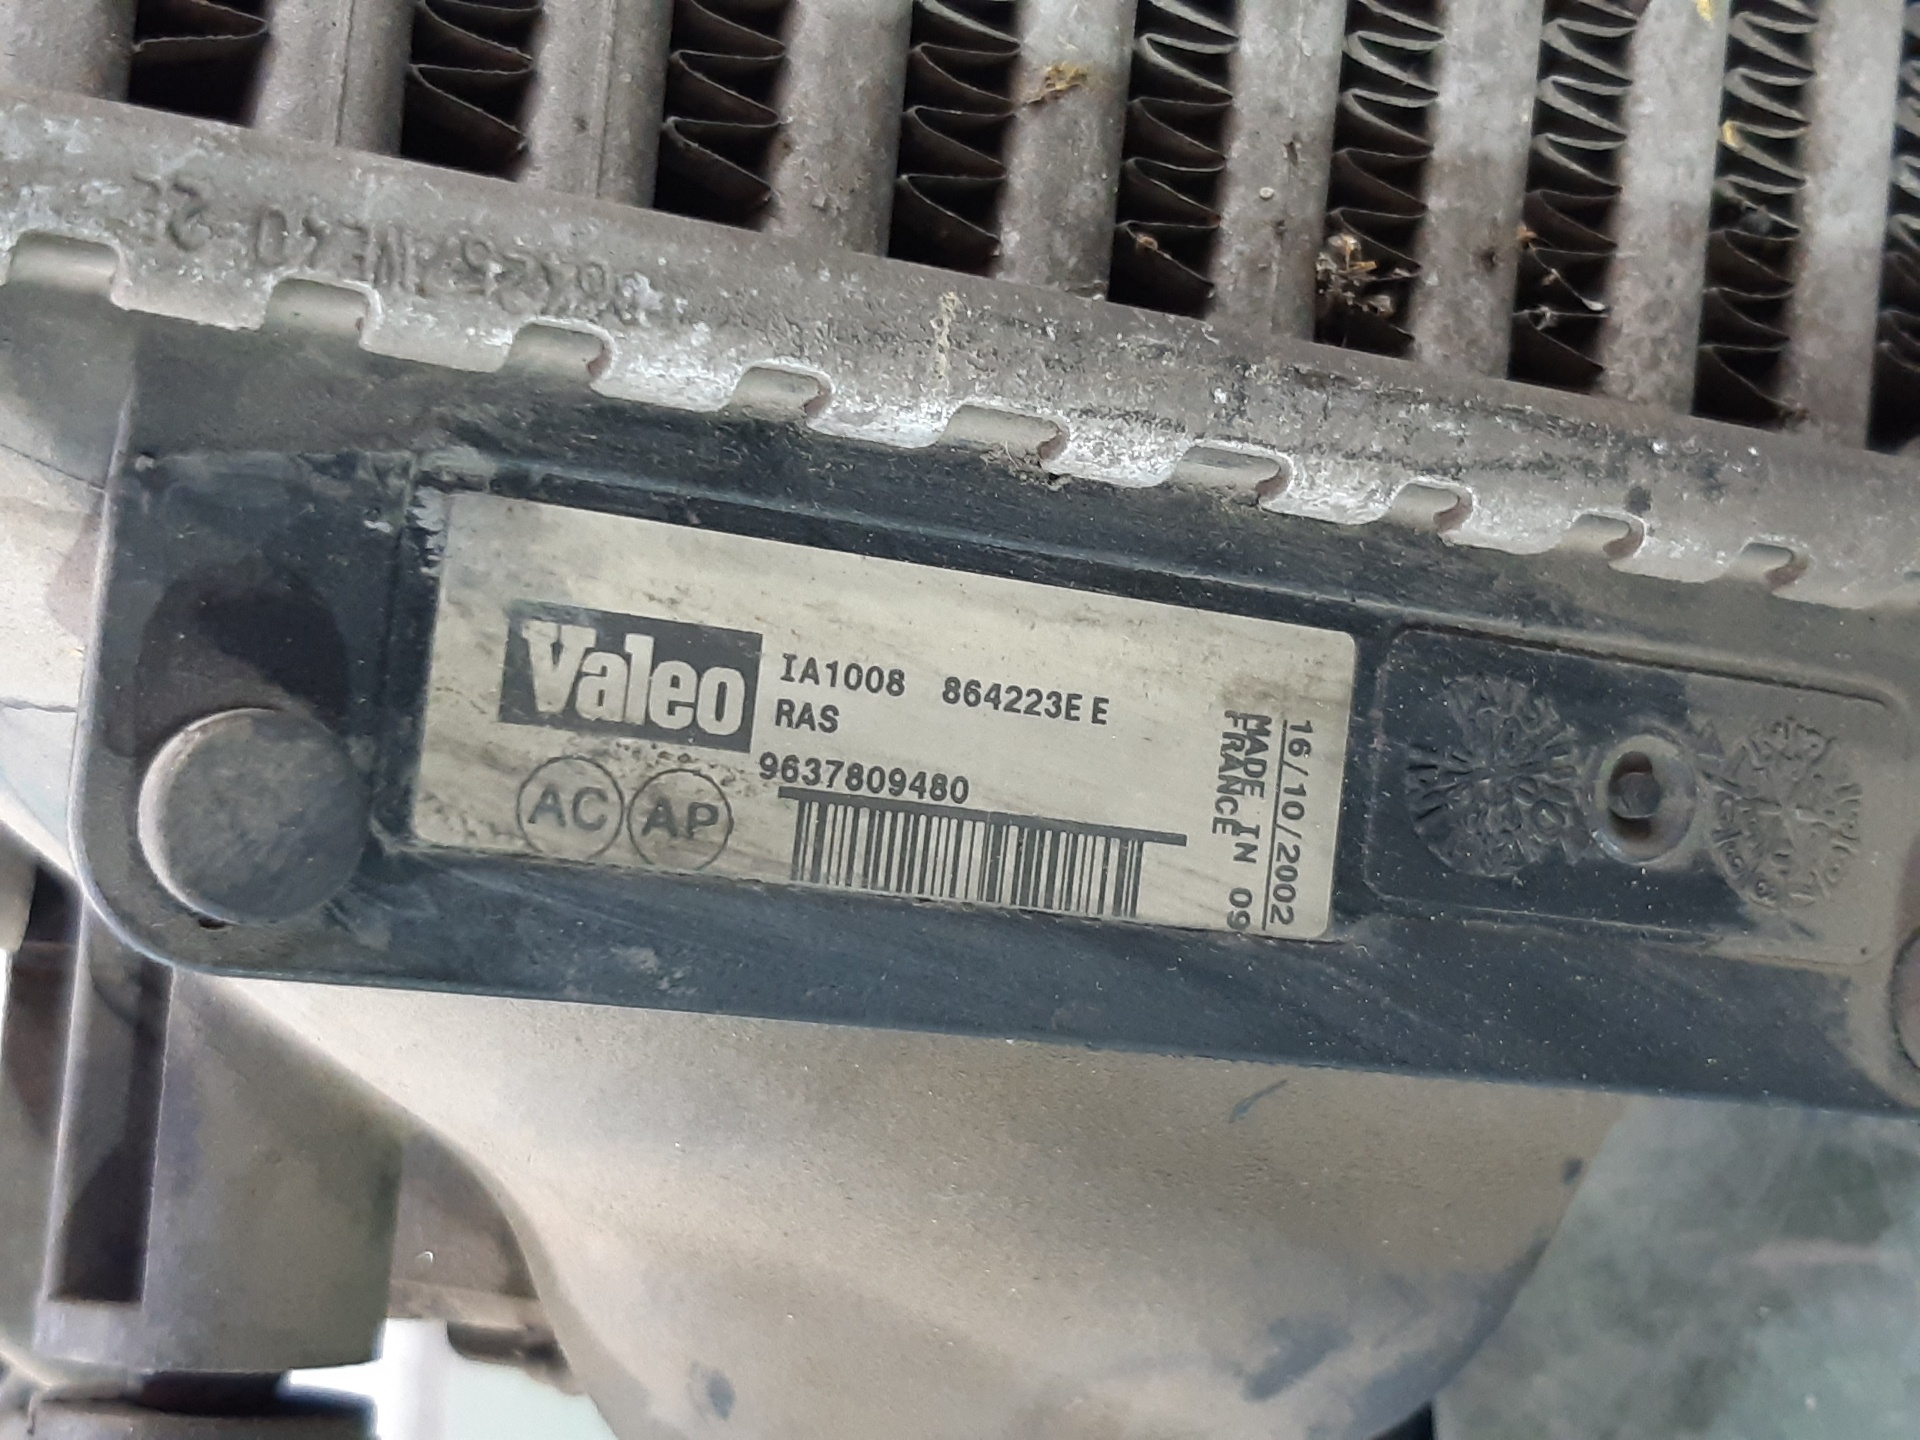 Valeo
IA1008 864223E E
RAS
9637809480
AC AP
16/10/2002
MADE IN 09
FRANCE